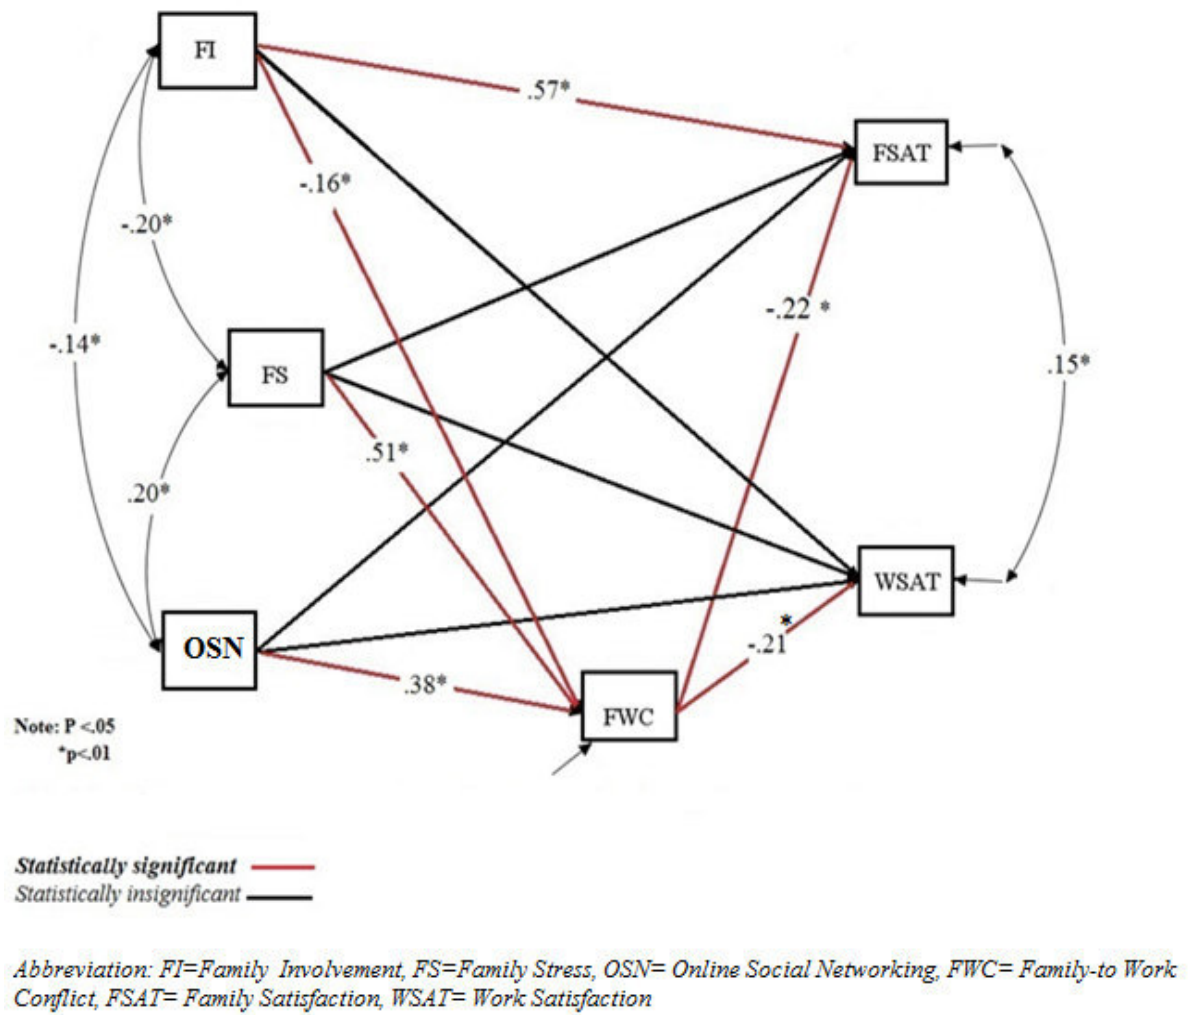 FI
.57*
FSAT
-.16*
-.20*
-.22 *
-.14*
.15*
FS
.51*
.20*
WSAT
*
-.21
OSN
.38*
FWC
Note: P <.05
*p<.01
Statistically significant
Statistically insignificant
Abbreviation: FI=Family Involvement, FS=Family Stress, OSN= Online Social Networking, FWC= Family-to Work
Conflict, FSAT= Family Satisfaction, WSAT= Work Satisfaction